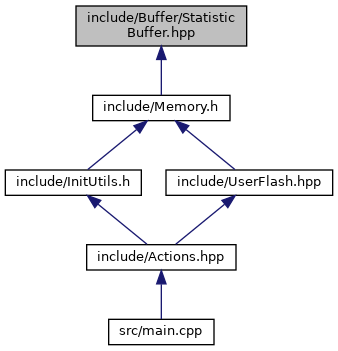 include/Buffer/Statistic
Buffer.hpp
include/Memory.h
include/InitUtils.h
include/UserFlash.hpp
include/Actions.hpp
src/main.cpp